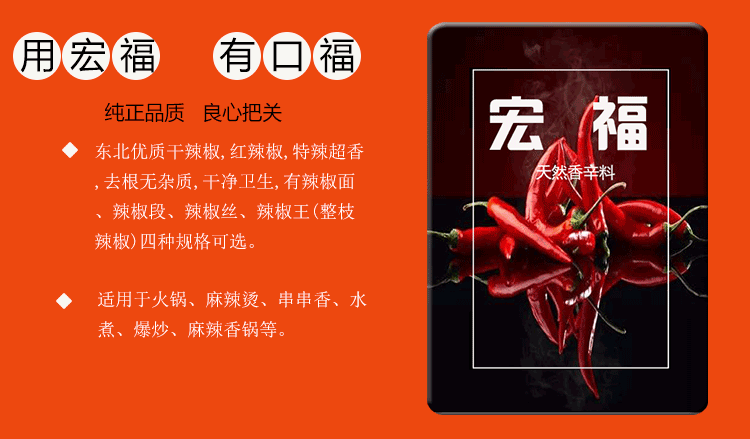 用宏福 有口福
纯正品质 良心把关
东北优质干辣椒,红辣椒,特辣超香
,去根无杂质,干净卫生,有辣椒面
、辣椒段、辣椒丝、辣椒王(整枝
辣椒)四种规格可选。
适用于火锅、麻辣烫、串串香、水
煮、爆炒、麻辣香锅等。
宏 福
天然香辛料